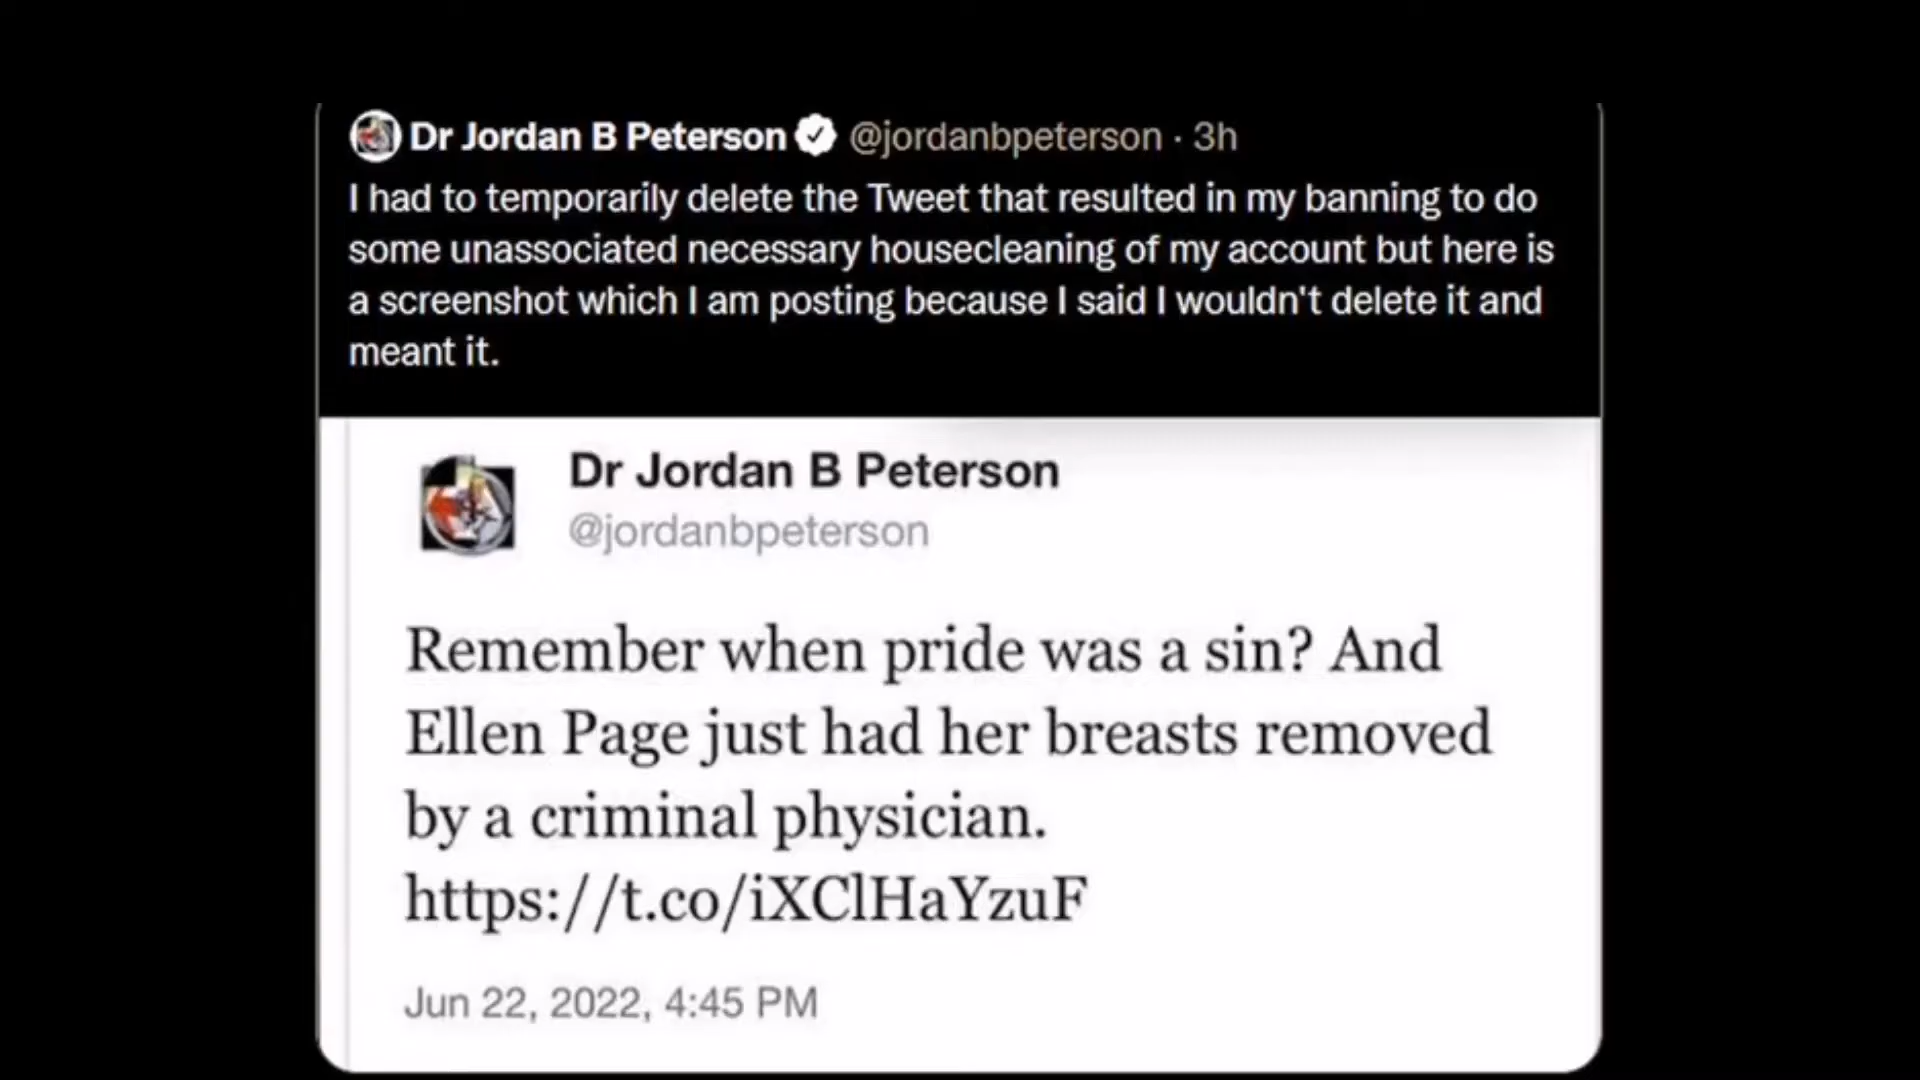 Dr Jordan B Peterson @jordanbpeterson · 3h
I had to temporarily delete the Tweet that resulted in my banning to do
some unassociated necessary housecleaning of my account but here is
a screenshot which I am posting because I said I wouldn't delete it and
meant it.
Dr Jordan B Peterson
@jordanbpeterson
Remember when pride was a sin? And
Ellen Page just had her breasts removed
by a criminal physician.
https://t.co/iXClHaYzuF
Jun 22, 2022, 4:45 PM